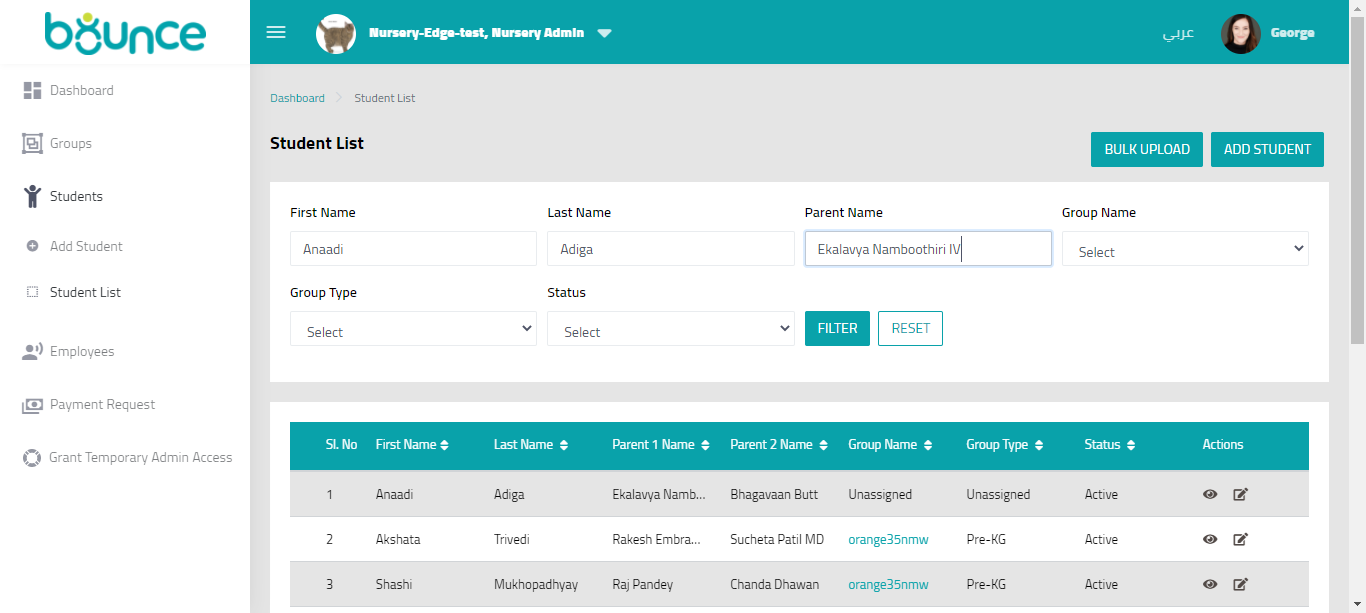 bounce
Nursery-Edge-test, Nursery Admin
عربي
George
Dashboard
Groups
Students
Add Student
Student List
Employees
Payment Request
Grant Temporary Admin Access
Dashboard
Student List
Student List
BULK UPLOAD
ADD STUDENT
First Name
Last Name
Parent Name
Group Name
Anaadi
Adiga
Ekalavya Namboothiri IV
Select
Group Type
Status
Select
Select
FILTER
RESET
Sl. No First Name Last Name Parent 1 Name Parent 2 Name Group Name Group Type Status Actions
1 Anaadi Adiga Ekalavya Namb... Bhagavaan Butt Unassigned Unassigned Active
2 Akshata Trivedi Rakesh Embra... Sucheta Patil MD orange35nmw Pre-KG Active
3 Shashi Mukhopadhyay Raj Pandey Chanda Dhawan orange35nmw Pre-KG Active